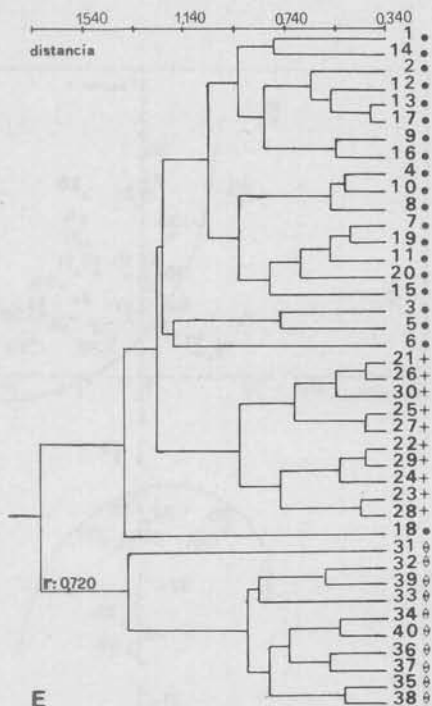 1,540 1,140 0,740 0,340
distancia
1 •
14 •
2 •
12 •
13 •
17 •
9 •
16 •
4 •
10 •
8 •
7 •
19 •
11 •
20 •
15 •
3 •
5 •
6 •
21 +
26 +
30 +
25 +
27 +
22 +
29 +
24 +
23 +
28 +
18 •
31 θ
32 θ
39 θ
33 θ
34 θ
40 θ
36 θ
37 θ
35 θ
38 θ
r: 0,720
E